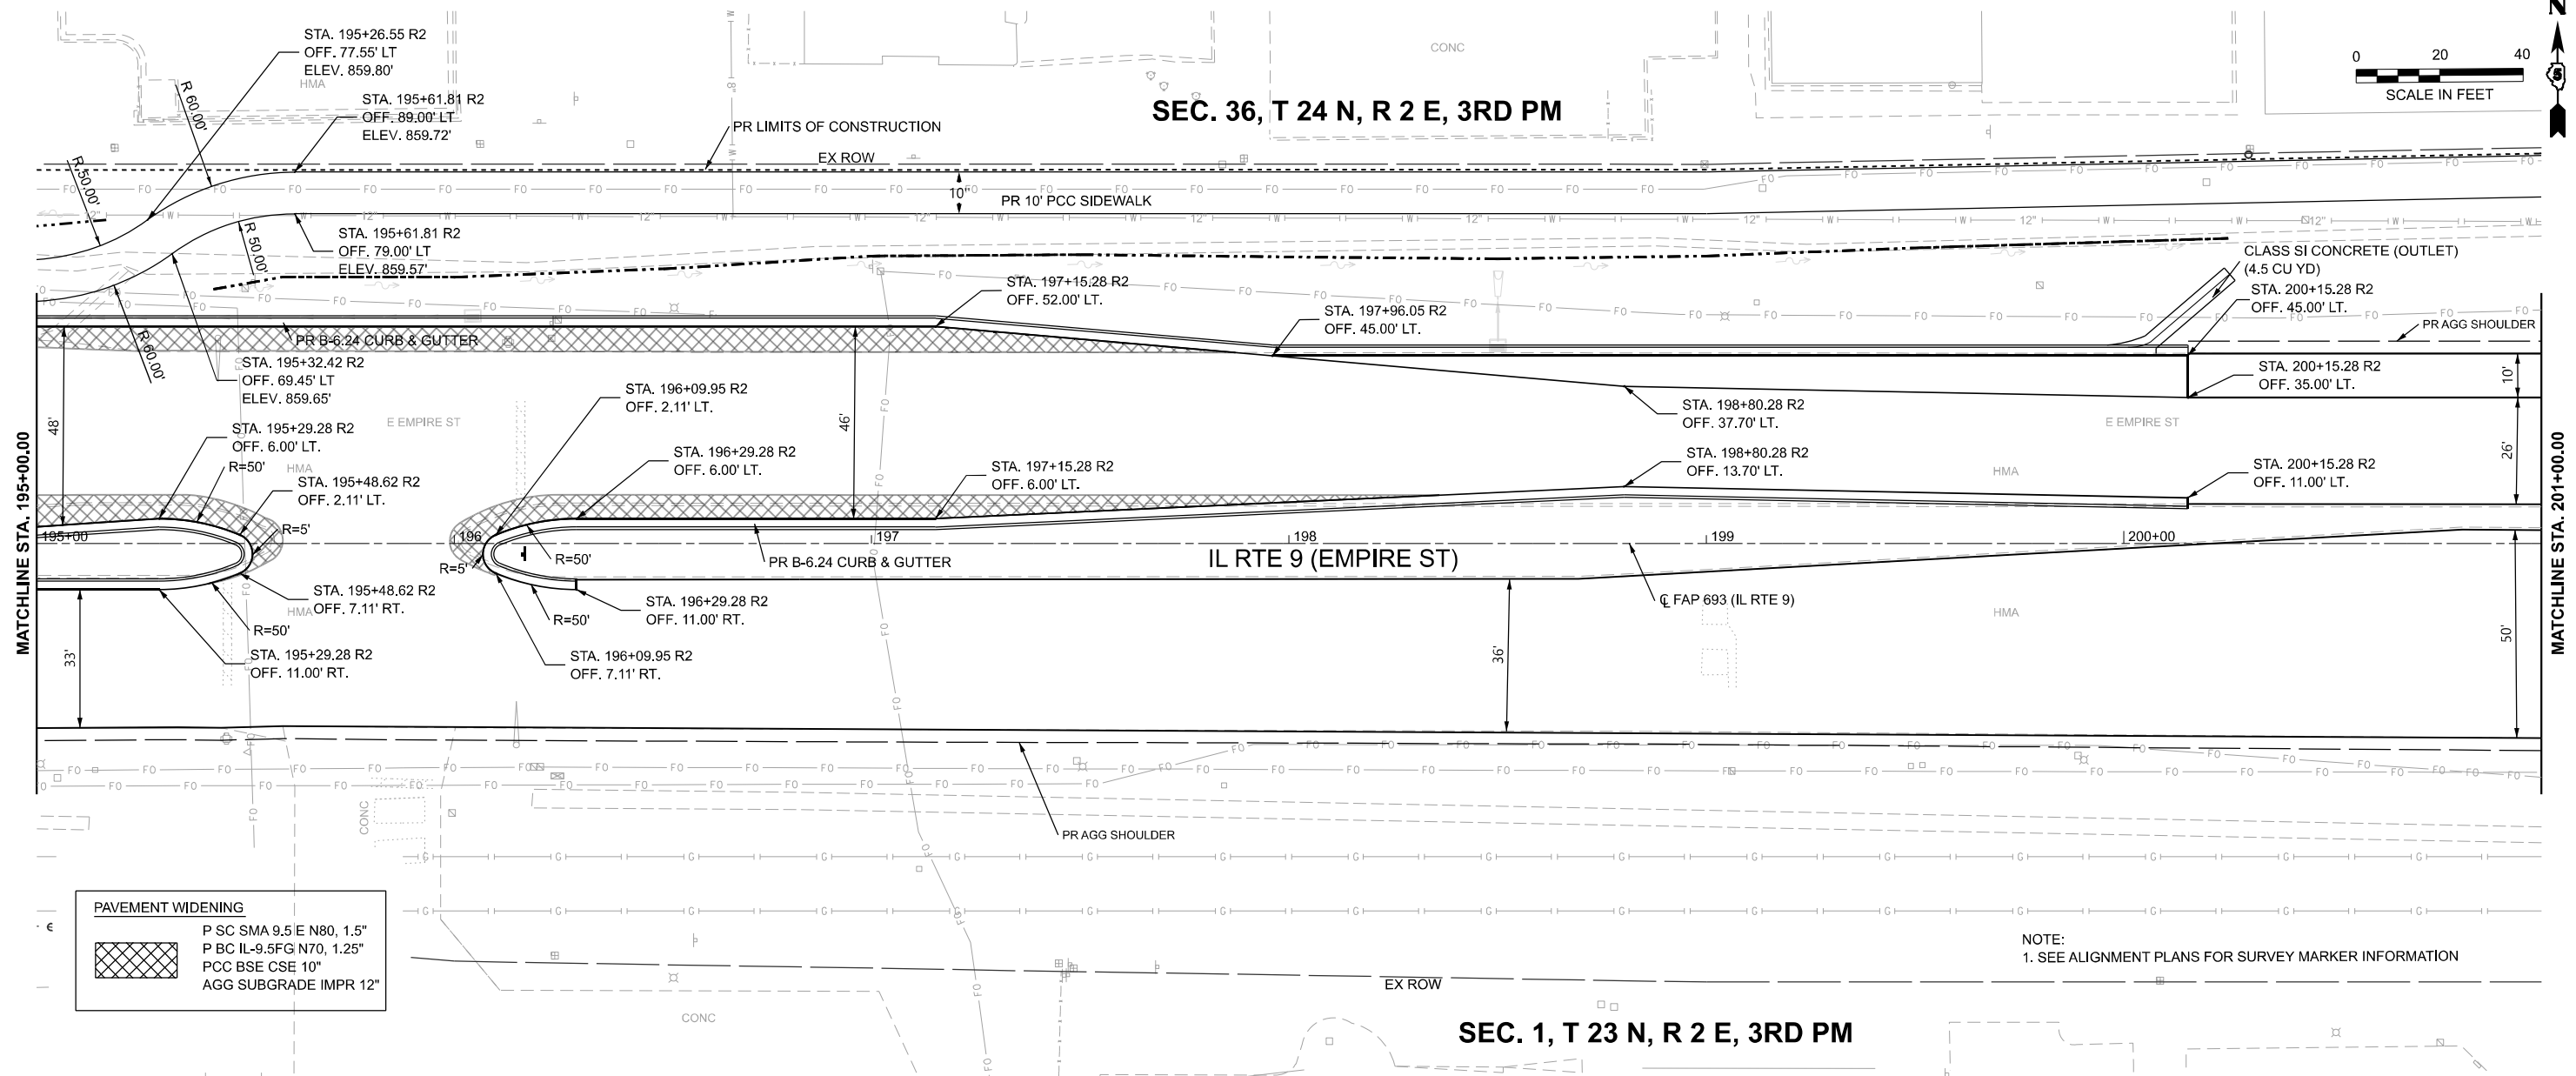 STA. 195+26.55 R2
OFF. 77.55' LT
ELEV. 859.80'
HMA
R 60.00'
STA. 195+61.81 R2
OFF. 89.00' LT
ELEV. 859.72'
8"
W
PR LIMITS OF CONSTRUCTION
CONC
SEC. 36, T 24 N, R 2 E, 3RD PM
0 20 40
SCALE IN FEET
N
5
R 50.00'
EX ROW
FO
10"
PR 10' PCC SIDEWALK
12"
W
STA. 195+61.81 R2
OFF. 79.00' LT
ELEV. 859.57'
R 50.00'
R 60.00'
STA. 197+15.28 R2
OFF. 52.00' LT.
STA. 197+96.05 R2
OFF. 45.00' LT.
CLASS SI CONCRETE (OUTLET)
(4.5 CU YD)
STA. 200+15.28 R2
OFF. 45.00' LT.
PR AGG SHOULDER
PR B-6.24 CURB & GUTTER
STA. 195+32.42 R2
OFF. 69.45' LT
ELEV. 859.65'
STA. 196+09.95 R2
OFF. 2.11' LT.
STA. 200+15.28 R2
OFF. 35.00' LT.
10'
48'
46'
26'
E EMPIRE ST
STA. 198+80.28 R2
OFF. 37.70' LT.
E EMPIRE ST
STA. 195+29.28 R2
OFF. 6.00' LT.
R=50'
HMA
STA. 196+29.28 R2
OFF. 6.00' LT.
STA. 197+15.28 R2
OFF. 6.00' LT.
STA. 198+80.28 R2
OFF. 13.70' LT.
HMA
STA. 200+15.28 R2
OFF. 11.00' LT.
STA. 195+48.62 R2
OFF. 2.11' LT.
R=5'
MATCHLINE STA. 195+00.00
MATCHLINE STA. 201+00.00
195+00
196
197
198
199
200+00
R=50'
R=5'
PR B-6.24 CURB & GUTTER
IL RTE 9 (EMPIRE ST)
STA. 195+48.62 R2
OFF. 7.11' RT.
HMA
R=50'
R=50'
STA. 196+29.28 R2
OFF. 11.00' RT.
℄ FAP 693 (IL RTE 9)
HMA
33'
36'
50'
STA. 195+29.28 R2
OFF. 11.00' RT.
STA. 196+09.95 R2
OFF. 7.11' RT.
FO
CONC
PR AGG SHOULDER
G
PAVEMENT WIDENING
P SC SMA 9.5 E N80, 1.5"
P BC IL-9.5FG N70, 1.25"
PCC BSE CSE 10"
AGG SUBGRADE IMPR 12"
NOTE:
1. SEE ALIGNMENT PLANS FOR SURVEY MARKER INFORMATION
EX ROW
CONC
SEC. 1, T 23 N, R 2 E, 3RD PM